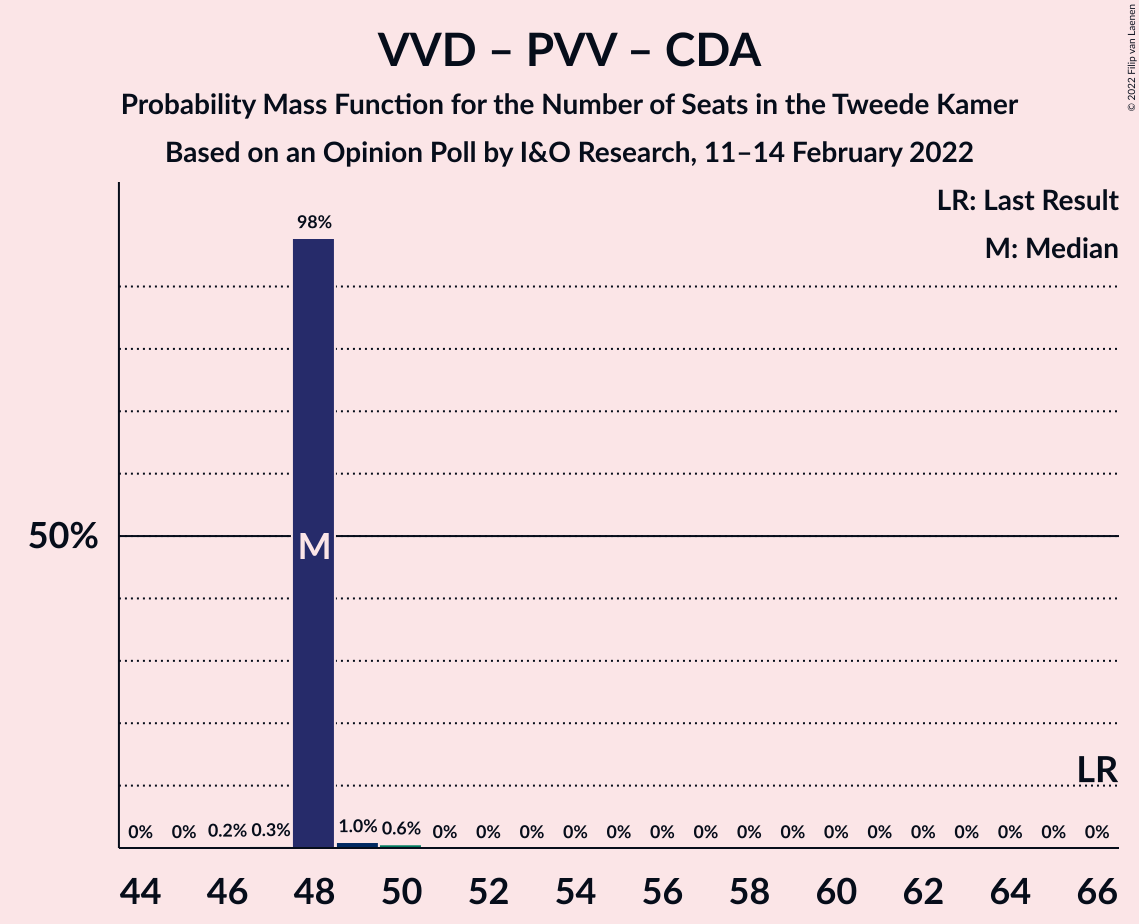 VVD – PVV – CDA
Probability Mass Function for the Number of Seats in the Tweede Kamer
Based on an Opinion Poll by I&O Research, 11–14 February 2022
© 2022 Filip van Laenen
LR: Last Result
M: Median
98%
50%
M
LR
0% 0% 0.2% 0.3% 1.0% 0.6% 0% 0% 0% 0% 0% 0% 0% 0% 0% 0% 0% 0% 0% 0% 0% 0%
44 46 48 50 52 54 56 58 60 62 64 66